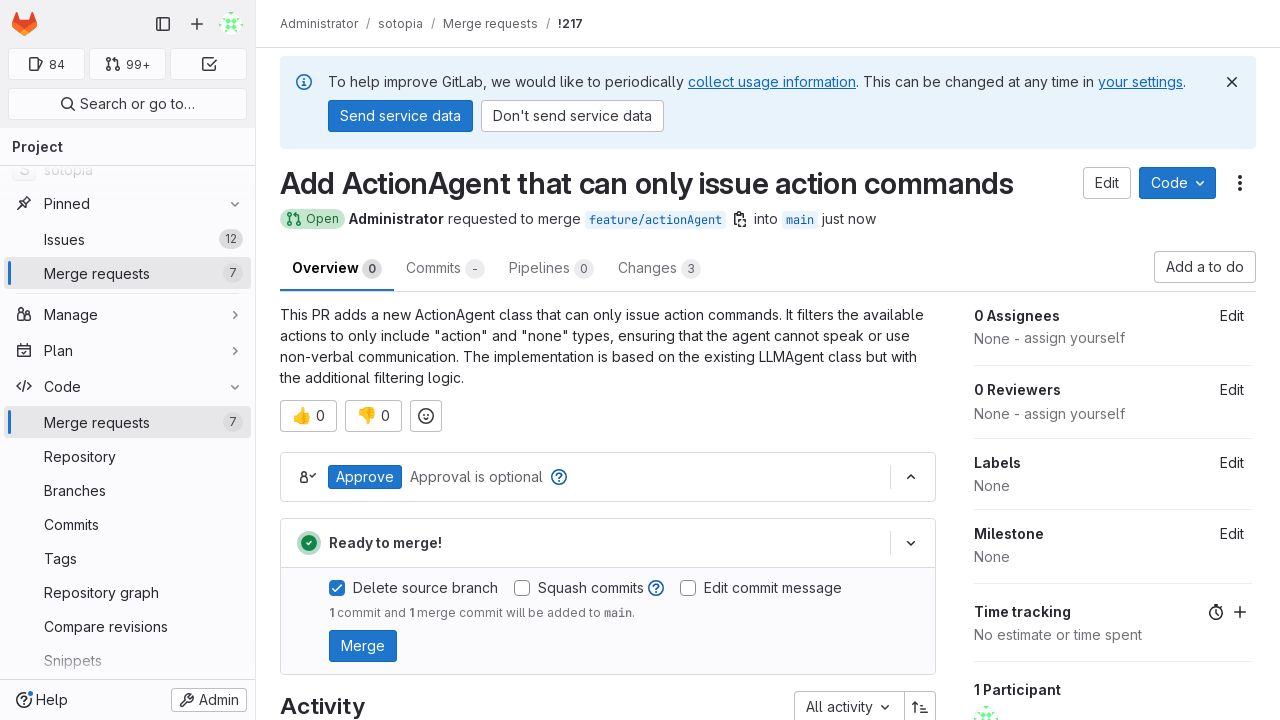 Administrator / sotopia / Merge requests / !217
84
99+
Search or go to…
Project
S sotopia
Pinned
Issues 12
Merge requests 7
Manage
Plan
Code
Merge requests 7
Repository
Branches
Commits
Tags
Repository graph
Compare revisions
Snippets
Help
Admin
To help improve GitLab, we would like to periodically collect usage information. This can be changed at any time in your settings.
Send service data
Don't send service data
Add ActionAgent that can only issue action commands
Edit
Code
Open Administrator requested to merge feature/actionAgent into main just now
Overview 0
Commits -
Pipelines 0
Changes 3
Add a to do
This PR adds a new ActionAgent class that can only issue action commands. It filters the available
actions to only include "action" and "none" types, ensuring that the agent cannot speak or use
non-verbal communication. The implementation is based on the existing LLMAgent class but with
the additional filtering logic.
👍 0
👎 0
Approve Approval is optional
Ready to merge!
Delete source branch
Squash commits
Edit commit message
1 commit and 1 merge commit will be added to main.
Merge
Activity
All activity
0 Assignees Edit
None - assign yourself
0 Reviewers Edit
None - assign yourself
Labels Edit
None
Milestone Edit
None
Time tracking
No estimate or time spent
1 Participant